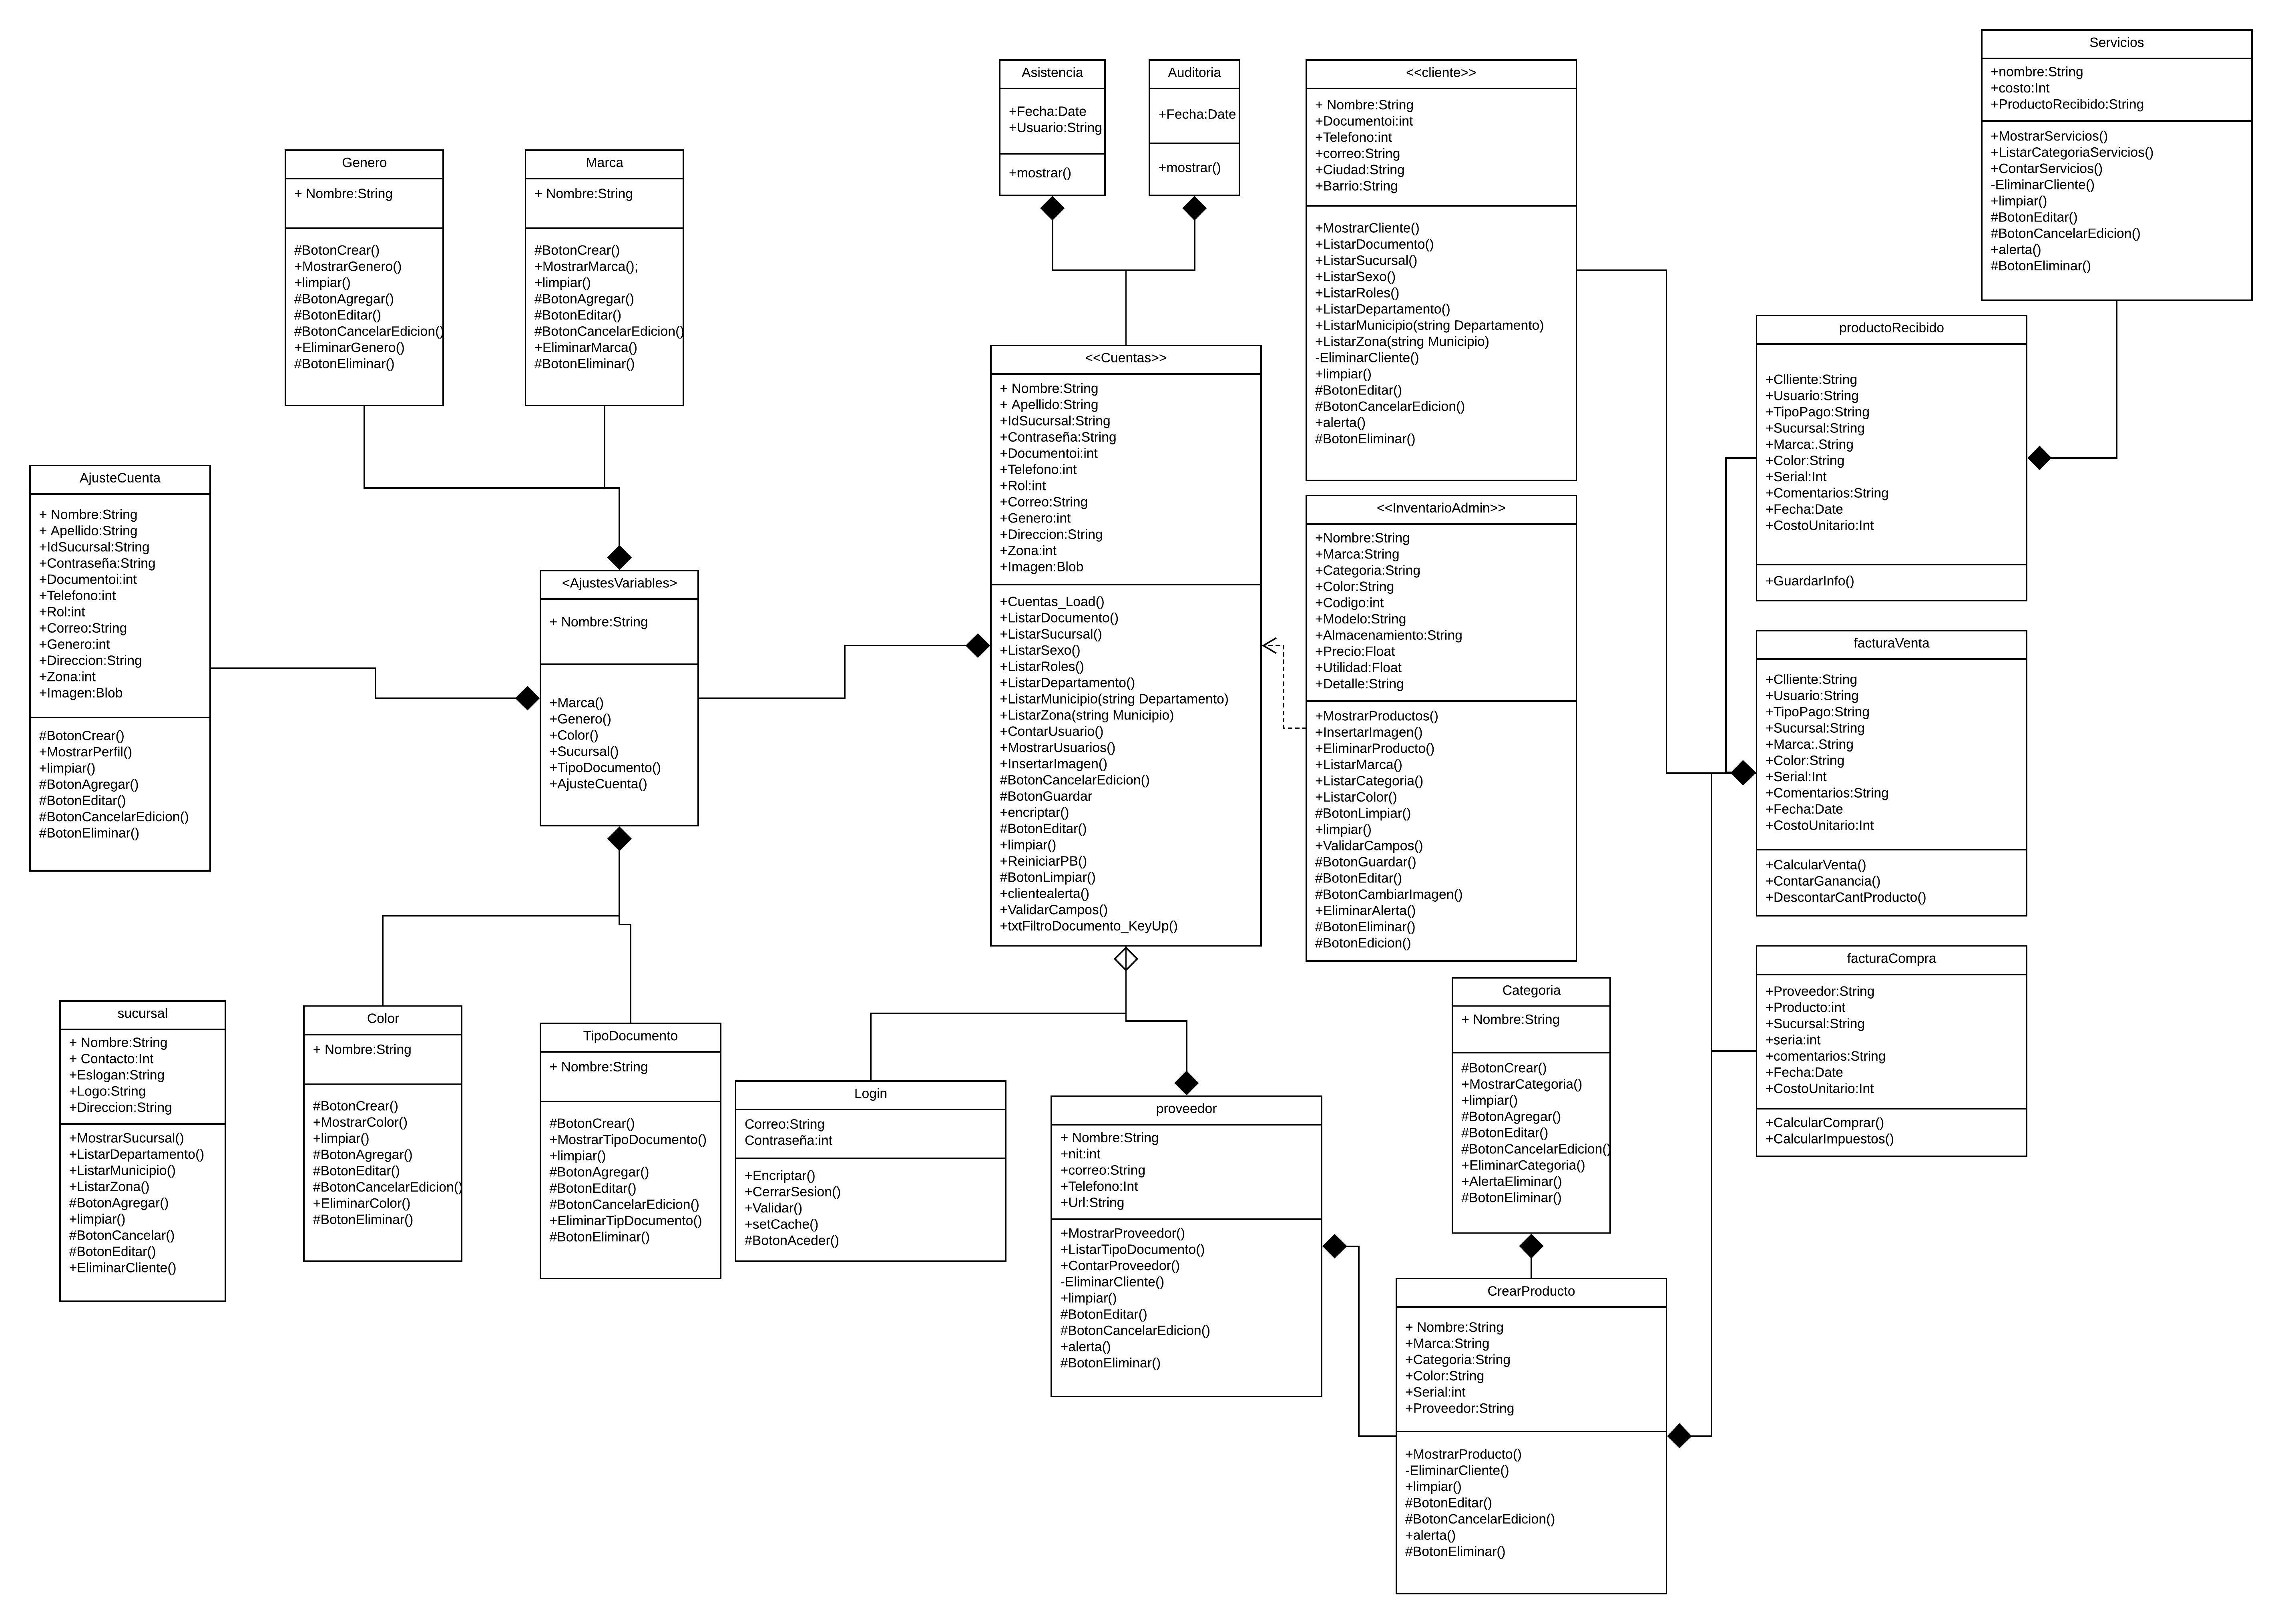 Servicios
+nombre:String
+costo:Int
+ProductoRecibido:String
+MostrarServicios()
+ListarCategoriaServicios()
+ContarServicios()
-EliminarCliente()
+limpiar()
#BotonEditar()
#BotonCancelarEdicion()
+alerta()
#BotonEliminar()
Asistencia
+Fecha:Date
+Usuario:String
+mostrar()
Auditoria
+Fecha:Date
+mostrar()
<<cliente>>
+ Nombre:String
+Documentoi:int
+Telefono:int
+correo:String
+Ciudad:String
+Barrio:String
+MostrarCliente()
+ListarDocumento()
+ListarSucursal()
+ListarSexo()
+ListarRoles()
+ListarDepartamento()
+ListarMunicipio(string Departamento)
+ListarZona(string Municipio)
-EliminarCliente()
+limpiar()
#BotonEditar()
#BotonCancelarEdicion()
+alerta()
#BotonEliminar()
Genero
+ Nombre:String
#BotonCrear()
+MostrarGenero()
+limpiar()
#BotonAgregar()
#BotonEditar()
#BotonCancelarEdicion()
+EliminarGenero()
#BotonEliminar()
Marca
+ Nombre:String
#BotonCrear()
+MostrarMarca();
+limpiar()
#BotonAgregar()
#BotonEditar()
#BotonCancelarEdicion()
+EliminarMarca()
#BotonEliminar()
productoRecibido
+Clliente:String
+Usuario:String
+TipoPago:String
+Sucursal:String
+Marca:.String
+Color:String
+Serial:Int
+Comentarios:String
+Fecha:Date
+CostoUnitario:Int
+GuardarInfo()
<<Cuentas>>
+ Nombre:String
+ Apellido:String
+IdSucursal:String
+Contraseña:String
+Documentoi:int
+Telefono:int
+Rol:int
+Correo:String
+Genero:int
+Direccion:String
+Zona:int
+Imagen:Blob
+Cuentas_Load()
+ListarDocumento()
+ListarSucursal()
+ListarSexo()
+ListarRoles()
+ListarDepartamento()
+ListarMunicipio(string Departamento)
+ListarZona(string Municipio)
+ContarUsuario()
+MostrarUsuarios()
+InsertarImagen()
#BotonCancelarEdicion()
#BotonGuardar
+encriptar()
#BotonEditar()
+limpiar()
+ReiniciarPB()
#BotonLimpiar()
+clientealerta()
+ValidarCampos()
+txtFiltroDocumento_KeyUp()
AjusteCuenta
+ Nombre:String
+ Apellido:String
+IdSucursal:String
+Contraseña:String
+Documentoi:int
+Telefono:int
+Rol:int
+Correo:String
+Genero:int
+Direccion:String
+Zona:int
+Imagen:Blob
#BotonCrear()
+MostrarPerfil()
+limpiar()
#BotonAgregar()
#BotonEditar()
#BotonCancelarEdicion()
#BotonEliminar()
<<InventarioAdmin>>
+Nombre:String
+Marca:String
+Categoria:String
+Color:String
+Codigo:int
+Modelo:String
+Almacenamiento:String
+Precio:Float
+Utilidad:Float
+Detalle:String
+MostrarProductos()
+InsertarImagen()
+EliminarProducto()
+ListarMarca()
+ListarCategoria()
+ListarColor()
#BotonLimpiar()
+limpiar()
+ValidarCampos()
#BotonGuardar()
#BotonEditar()
#BotonCambiarImagen()
+EliminarAlerta()
#BotonEliminar()
#BotonEdicion()
<AjustesVariables>
+ Nombre:String
+Marca()
+Genero()
+Color()
+Sucursal()
+TipoDocumento()
+AjusteCuenta()
facturaVenta
+Clliente:String
+Usuario:String
+TipoPago:String
+Sucursal:String
+Marca:.String
+Color:String
+Serial:Int
+Comentarios:String
+Fecha:Date
+CostoUnitario:Int
+CalcularVenta()
+ContarGanancia()
+DescontarCantProducto()
facturaCompra
+Proveedor:String
+Producto:int
+Sucursal:String
+seria:int
+comentarios:String
+Fecha:Date
+CostoUnitario:Int
+CalcularComprar()
+CalcularImpuestos()
Categoria
+ Nombre:String
#BotonCrear()
+MostrarCategoria()
+limpiar()
#BotonAgregar()
#BotonEditar()
#BotonCancelarEdicion()
+EliminarCategoria()
+AlertaEliminar()
#BotonEliminar()
sucursal
+ Nombre:String
+ Contacto:Int
+Eslogan:String
+Logo:String
+Direccion:String
+MostrarSucursal()
+ListarDepartamento()
+ListarMunicipio()
+ListarZona()
#BotonAgregar()
+limpiar()
#BotonCancelar()
#BotonEditar()
+EliminarCliente()
Color
+ Nombre:String
#BotonCrear()
+MostrarColor()
+limpiar()
#BotonAgregar()
#BotonEditar()
#BotonCancelarEdicion()
+EliminarColor()
#BotonEliminar()
TipoDocumento
+ Nombre:String
#BotonCrear()
+MostrarTipoDocumento()
+limpiar()
#BotonAgregar()
#BotonEditar()
#BotonCancelarEdicion()
+EliminarTipDocumento()
#BotonEliminar()
Login
Correo:String
Contraseña:int
+Encriptar()
+CerrarSesion()
+Validar()
+setCache()
#BotonAceder()
proveedor
+ Nombre:String
+nit:int
+correo:String
+Telefono:Int
+Url:String
+MostrarProveedor()
+ListarTipoDocumento()
+ContarProveedor()
-EliminarCliente()
+limpiar()
#BotonEditar()
#BotonCancelarEdicion()
+alerta()
#BotonEliminar()
CrearProducto
+ Nombre:String
+Marca:String
+Categoria:String
+Color:String
+Serial:int
+Proveedor:String
+MostrarProducto()
-EliminarCliente()
+limpiar()
#BotonEditar()
#BotonCancelarEdicion()
+alerta()
#BotonEliminar()